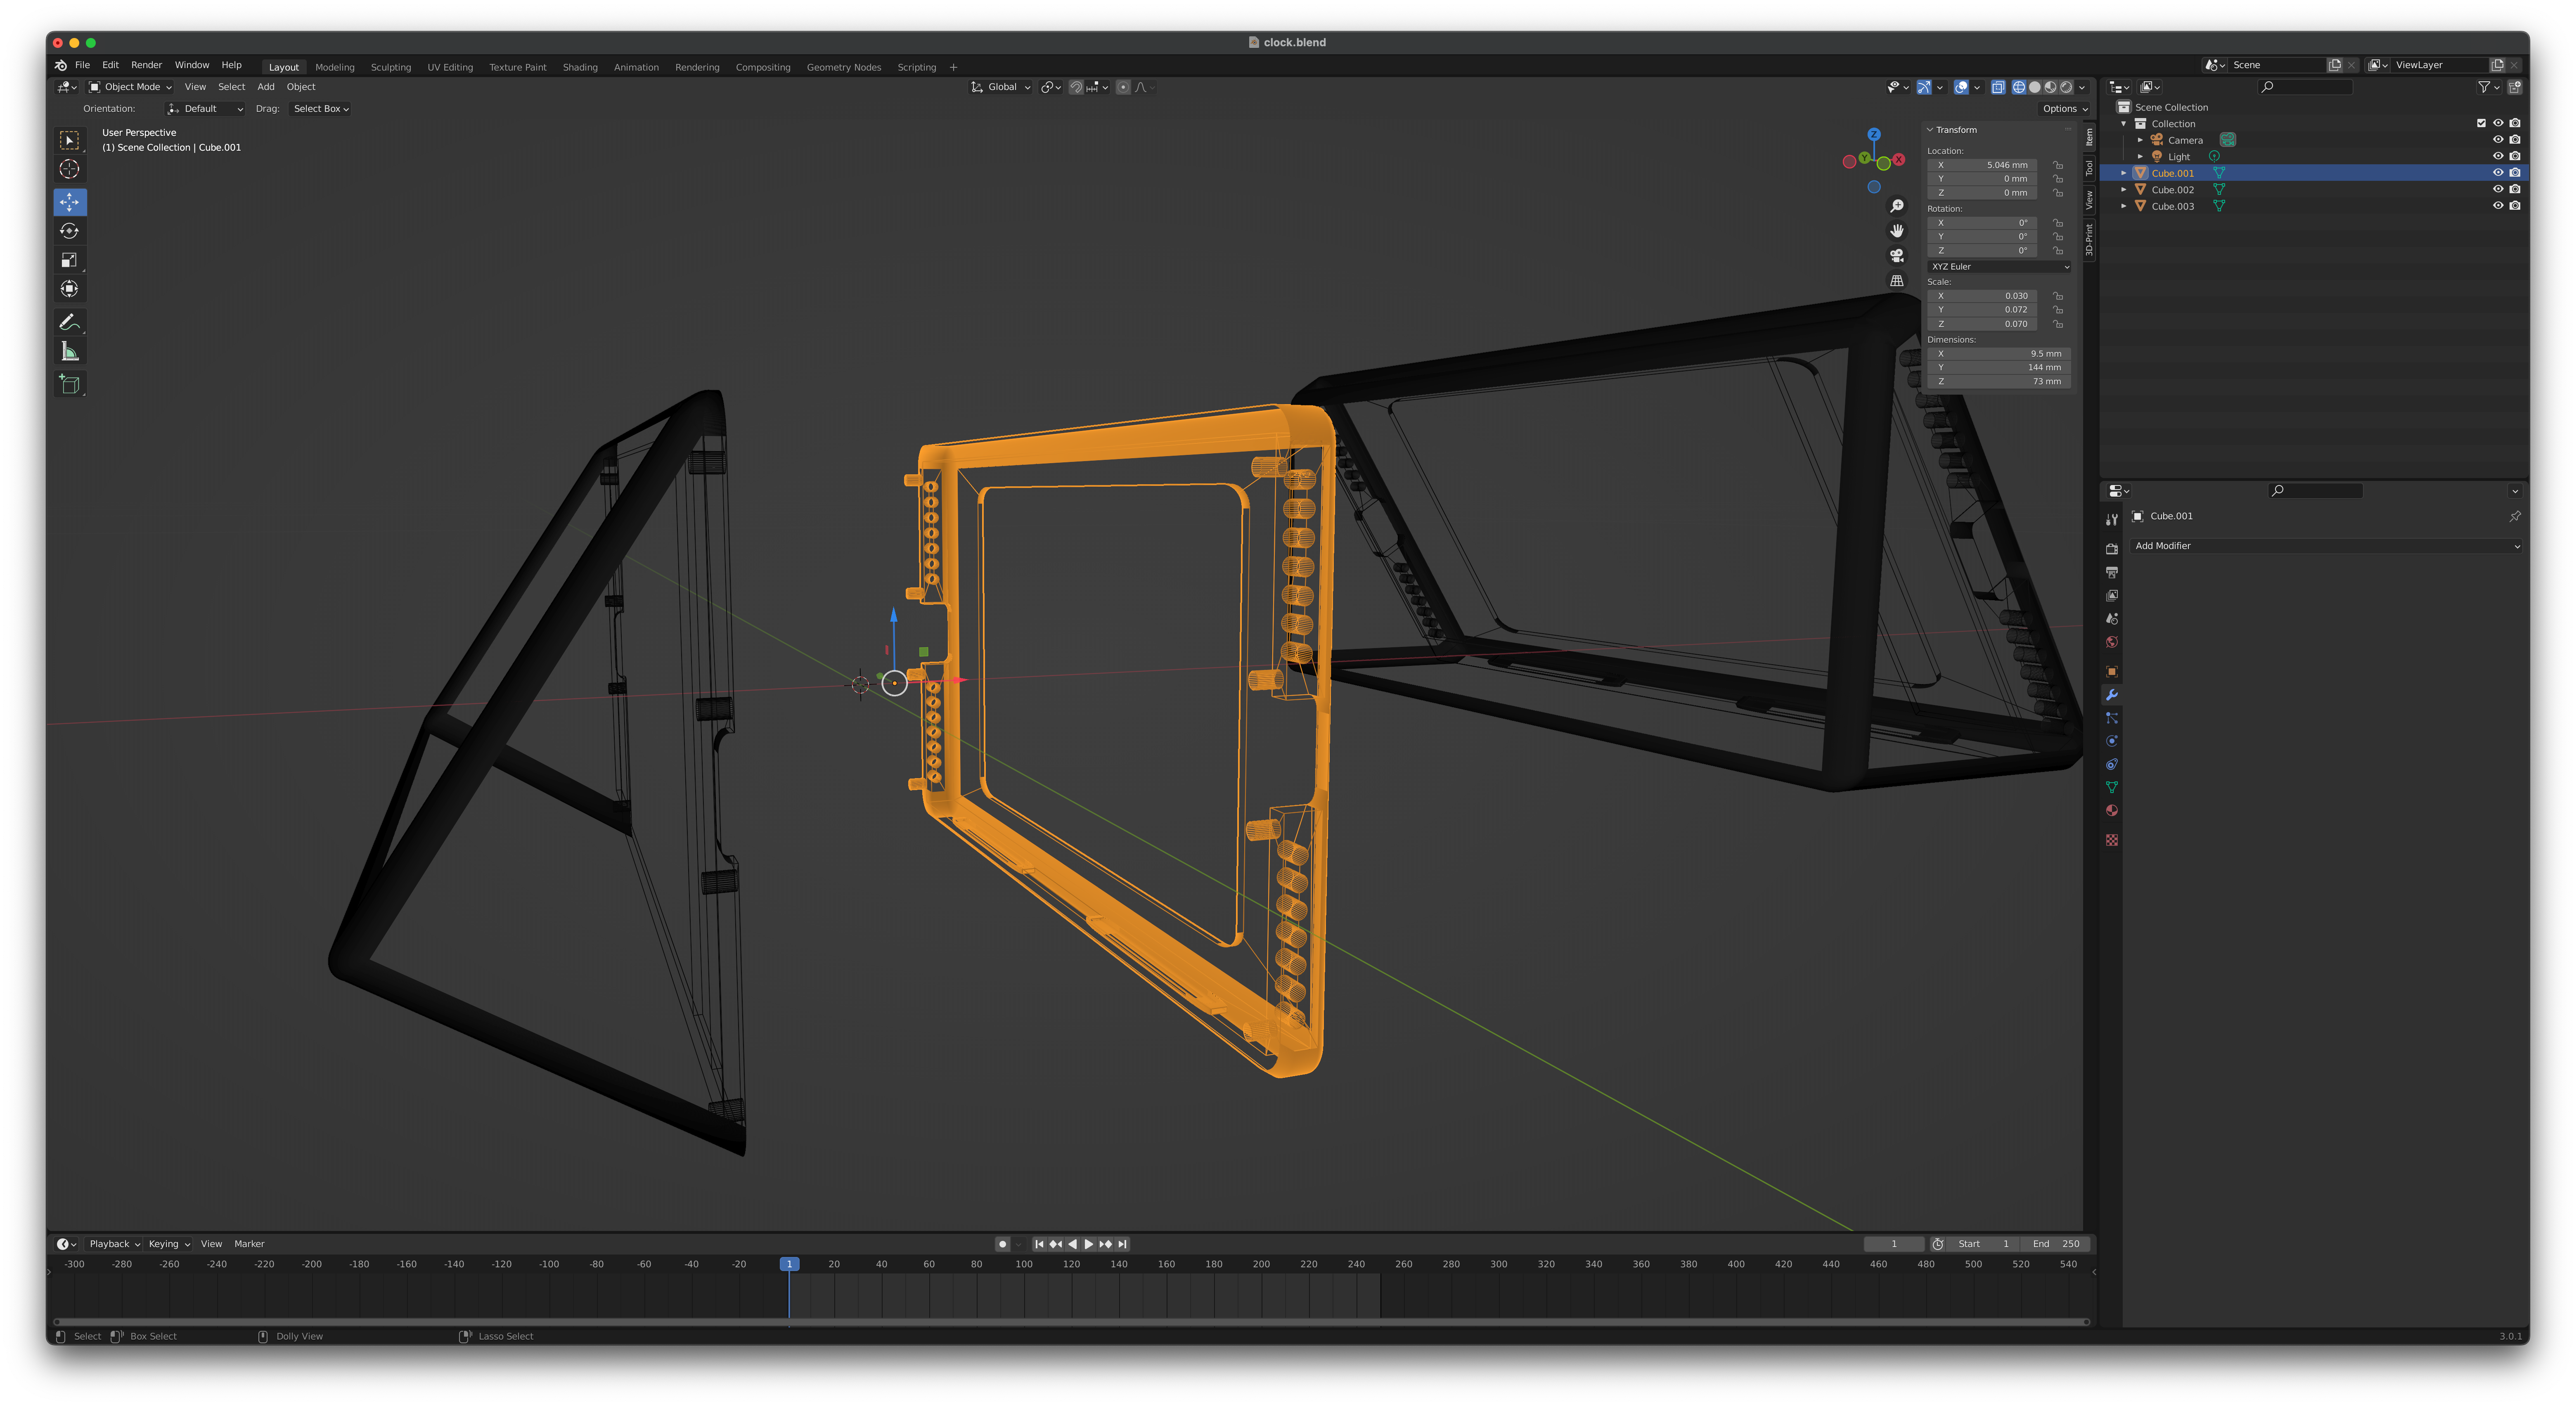 clock.blend
File Edit Render Window Help Layout Modeling Sculpting UV Editing Texture Paint Shading Animation Rendering Compositing Geometry Nodes Scripting + Scene ViewLayer
Object Mode View Select Add Object Global
Orientation: Default Drag: Select Box Options
User Perspective
(1) Scene Collection | Cube.001
Z
Y
X
Transform
Location:
X 5.046 mm
Y 0 mm
Z 0 mm
Rotation:
X 0°
Y 0°
Z 0°
XYZ Euler
Scale:
X 0.030
Y 0.072
Z 0.070
Dimensions:
X 9.5 mm
Y 144 mm
Z 73 mm
Item
Tool
View
3D-Print
Scene Collection
Collection
Camera
Light
Cube.001
Cube.002
Cube.003
Cube.001
Add Modifier
Playback Keying View Marker 1 Start 1 End 250
-300 -280 -260 -240 -220 -200 -180 -160 -140 -120 -100 -80 -60 -40 -20 1 20 40 60 80 100 120 140 160 180 200 220 240 260 280 300 320 340 360 380 400 420 440 460 480 500 520 540
Select Box Select Dolly View Lasso Select 3.0.1